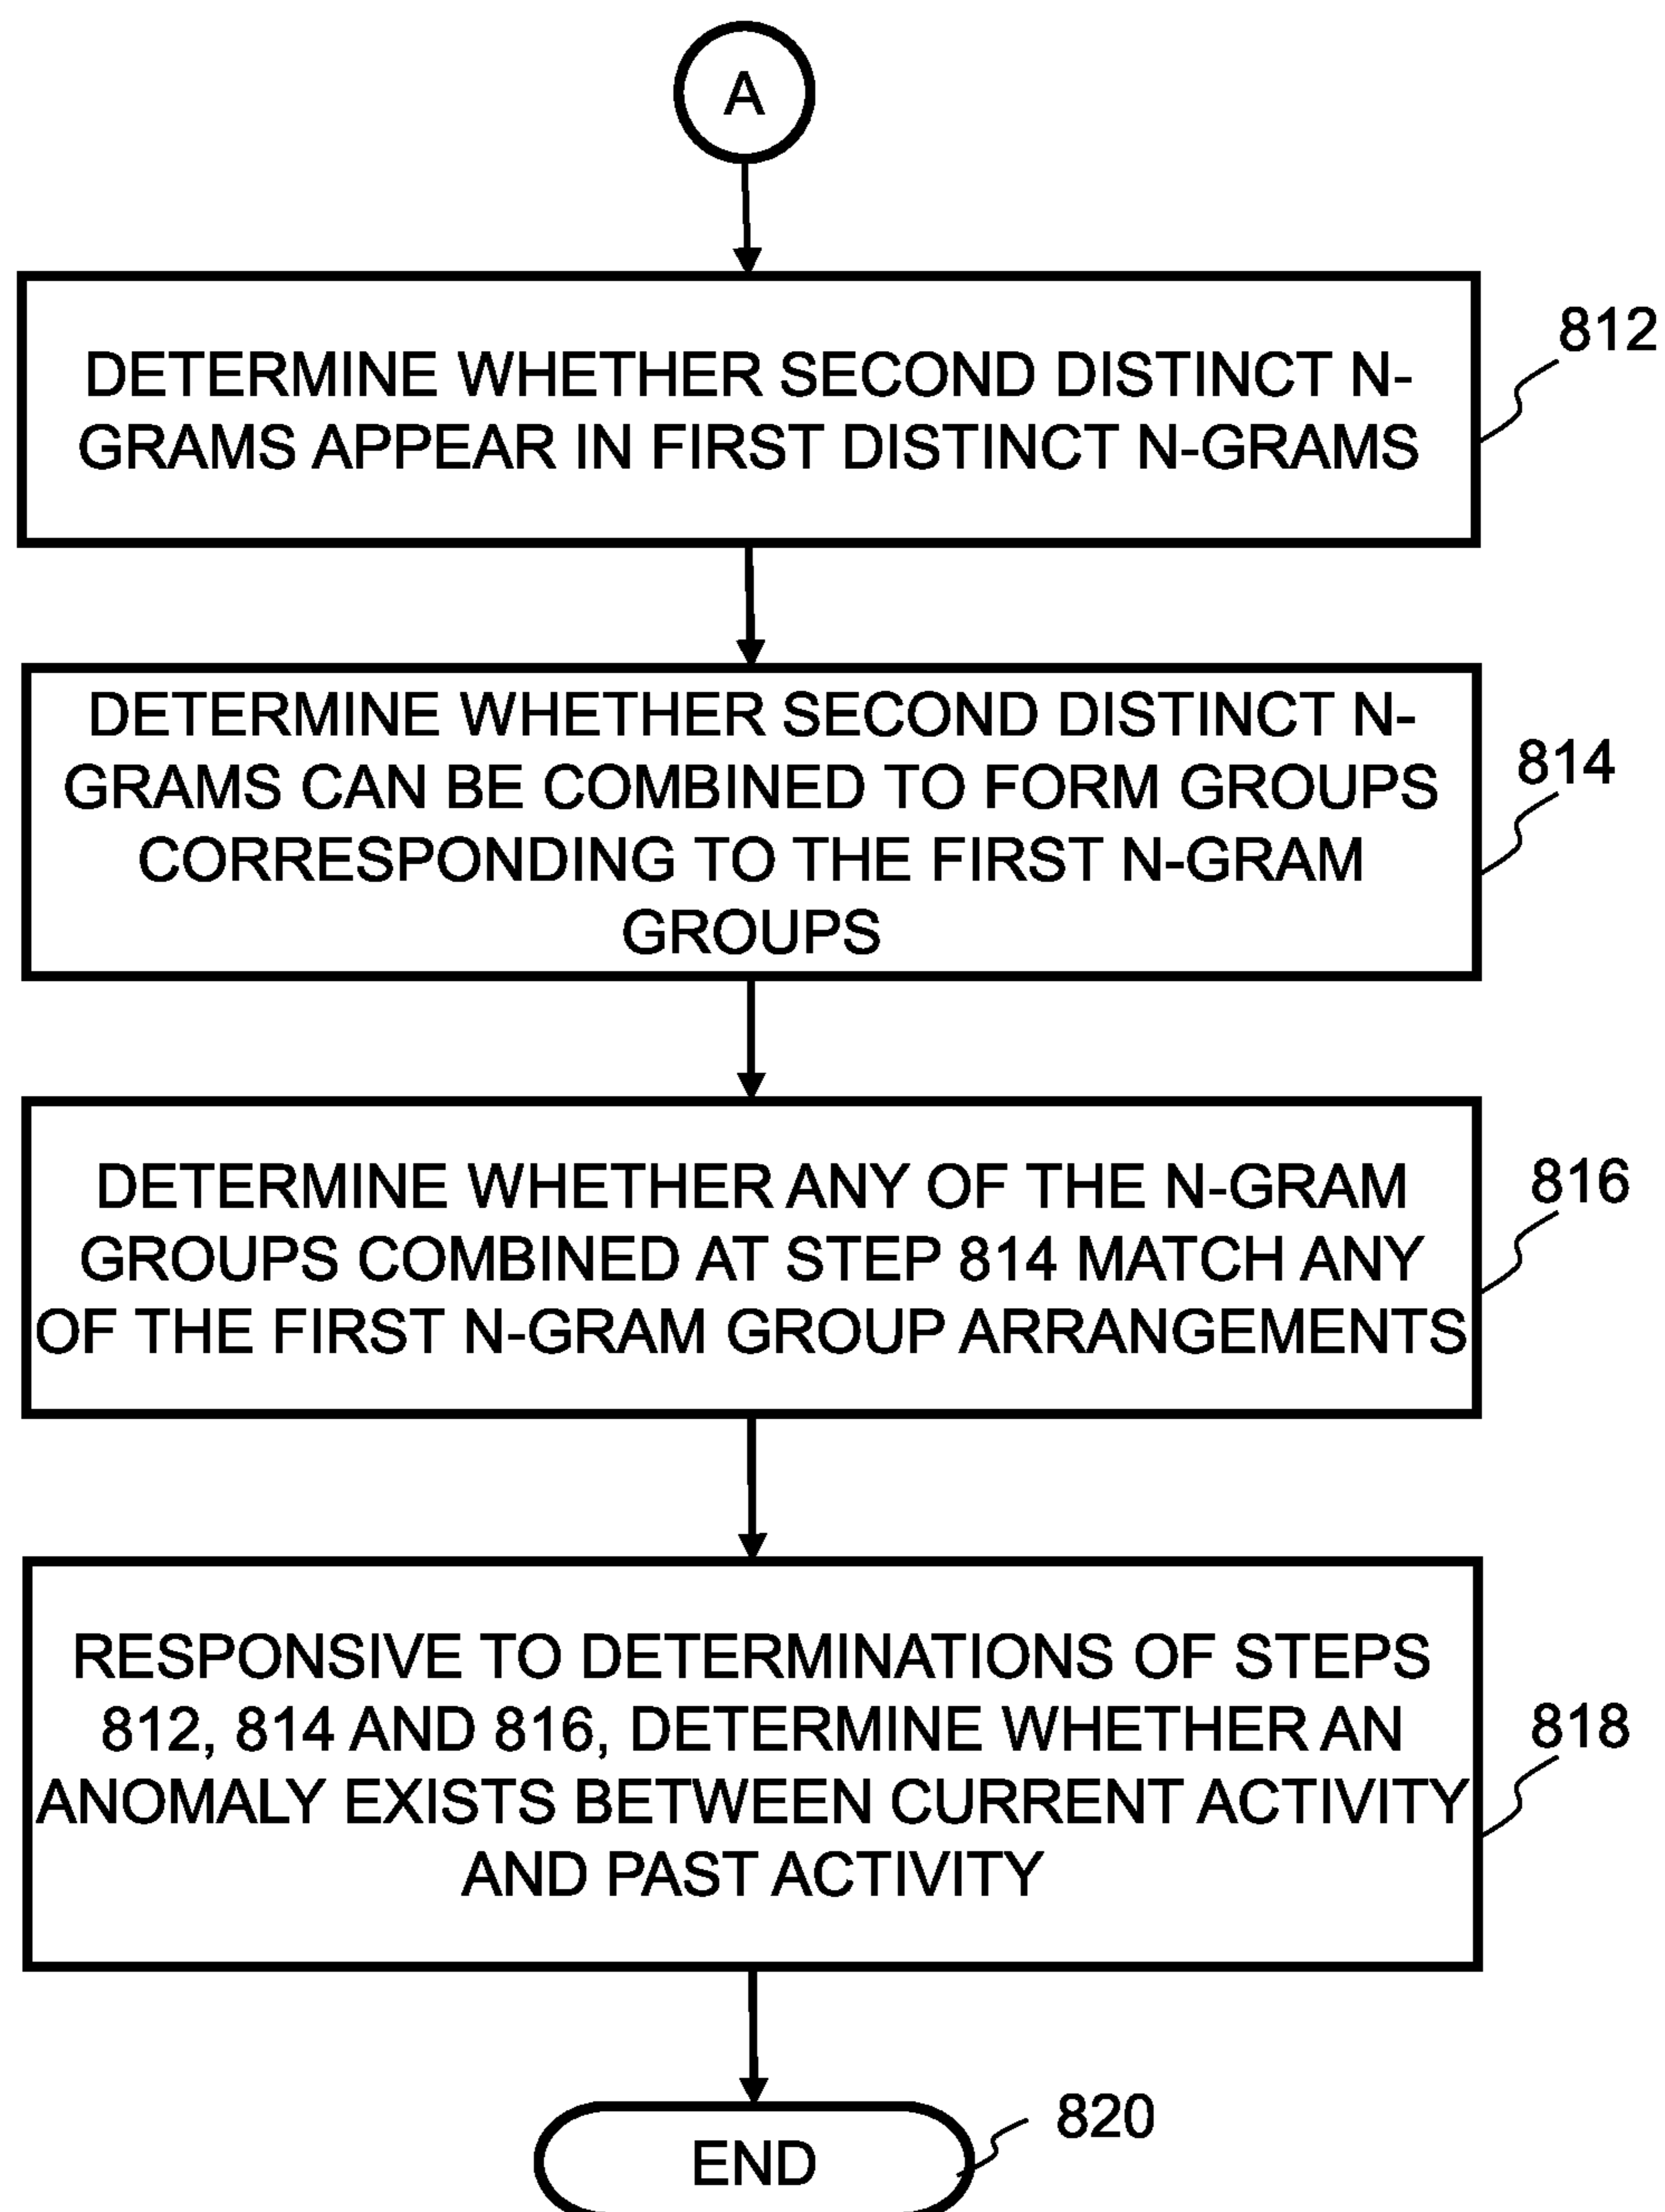 A
DETERMINE WHETHER SECOND DISTINCT N-
GRAMS APPEAR IN FIRST DISTINCT N-GRAMS
812
DETERMINE WHETHER SECOND DISTINCT N-
GRAMS CAN BE COMBINED TO FORM GROUPS
CORRESPONDING TO THE FIRST N-GRAM
GROUPS
814
DETERMINE WHETHER ANY OF THE N-GRAM
GROUPS COMBINED AT STEP 814 MATCH ANY
OF THE FIRST N-GRAM GROUP ARRANGEMENTS
816
RESPONSIVE TO DETERMINATIONS OF STEPS
812, 814 AND 816, DETERMINE WHETHER AN
ANOMALY EXISTS BETWEEN CURRENT ACTIVITY
AND PAST ACTIVITY
818
END
820